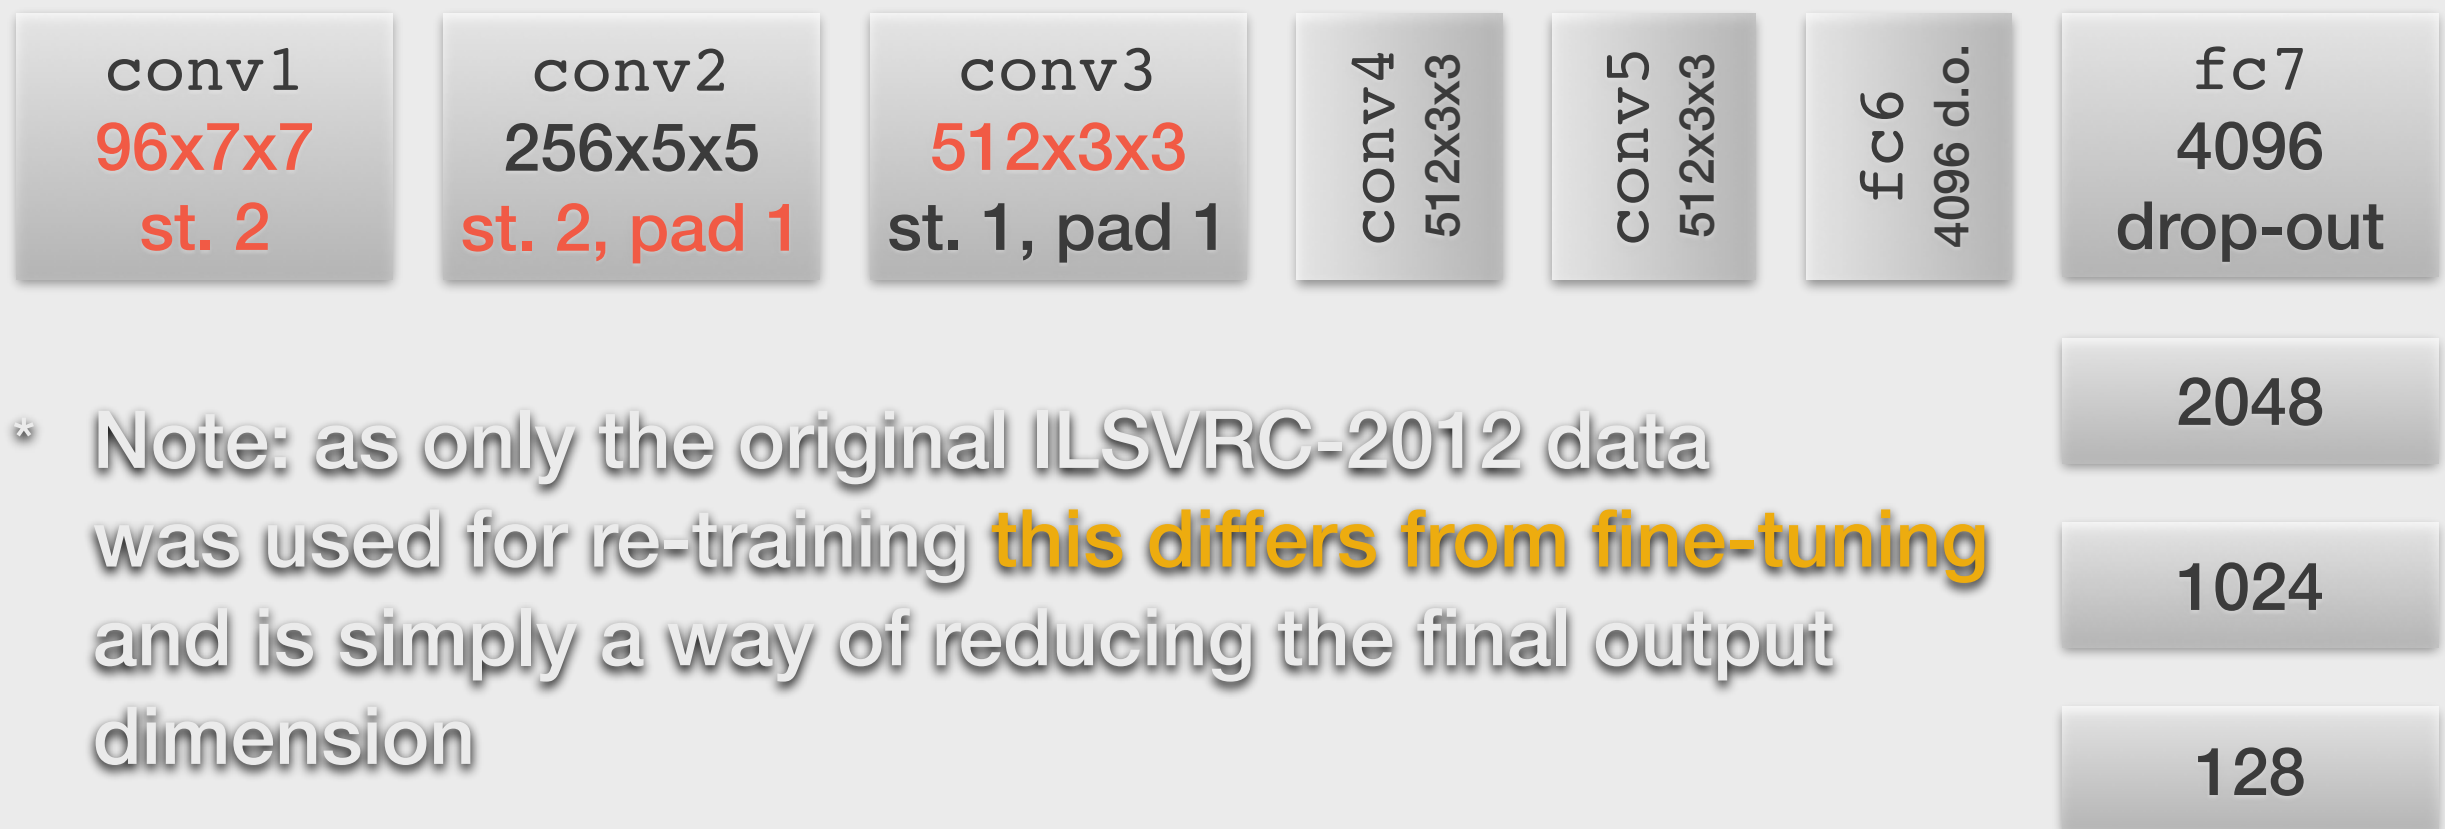 conv1
96x7x7
st. 2
conv2
256x5x5
st. 2, pad 1
conv3
512x3x3
st. 1, pad 1
conv4
512x3x3
conv5
512x3x3
fc6
4096 d.o.
fc7
4096
drop-out
2048
1024
128
* Note: as only the original ILSVRC-2012 data
was used for re-training this differs from fine-tuning
and is simply a way of reducing the final output
dimension